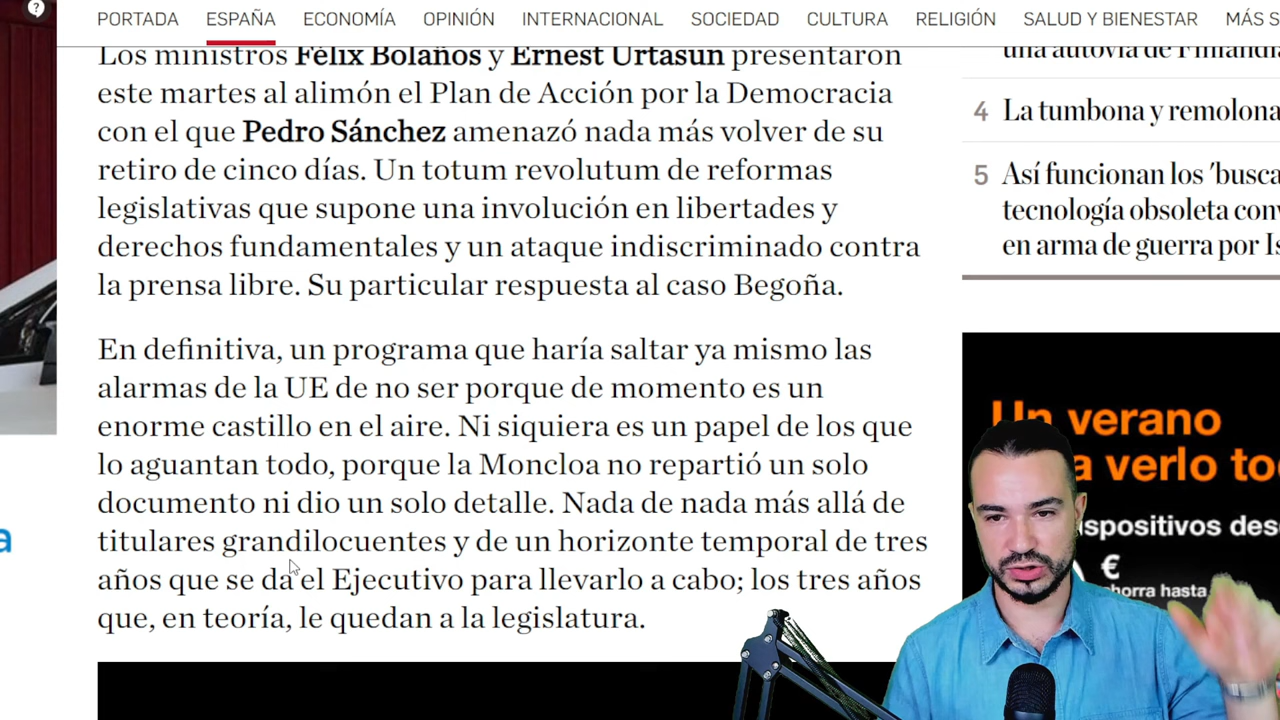 PORTADA ESPAÑA ECONOMÍA OPINIÓN INTERNACIONAL SOCIEDAD CULTURA RELIGIÓN SALUD Y BIENESTAR MÁS S
Los ministros Félix Bolaños y Ernest Urtasun presentaron
este martes al alimón el Plan de Acción por la Democracia
con el que Pedro Sánchez amenazó nada más volver de su
retiro de cinco días. Un totum revolutum de reformas
legislativas que supone una involución en libertades y
derechos fundamentales y un ataque indiscriminado contra
la prensa libre. Su particular respuesta al caso Begoña.
En definitiva, un programa que haría saltar ya mismo las
alarmas de la UE de no ser porque de momento es un
enorme castillo en el aire. Ni siquiera es un papel de los que
lo aguantan todo, porque la Moncloa no repartió un solo
documento ni dio un solo detalle. Nada de nada más allá de
titulares grandilocuentes y de un horizonte temporal de tres
años que se da el Ejecutivo para llevarlo a cabo; los tres años
que, en teoría, le quedan a la legislatura.
una autovía de Finlandia
4 La tumbona y remolona
5 Así funcionan los 'busca
tecnología obsoleta conv
en arma de guerra por Is
Un verano
a verlo to
ispositivos des
€
horra hasta
a
?